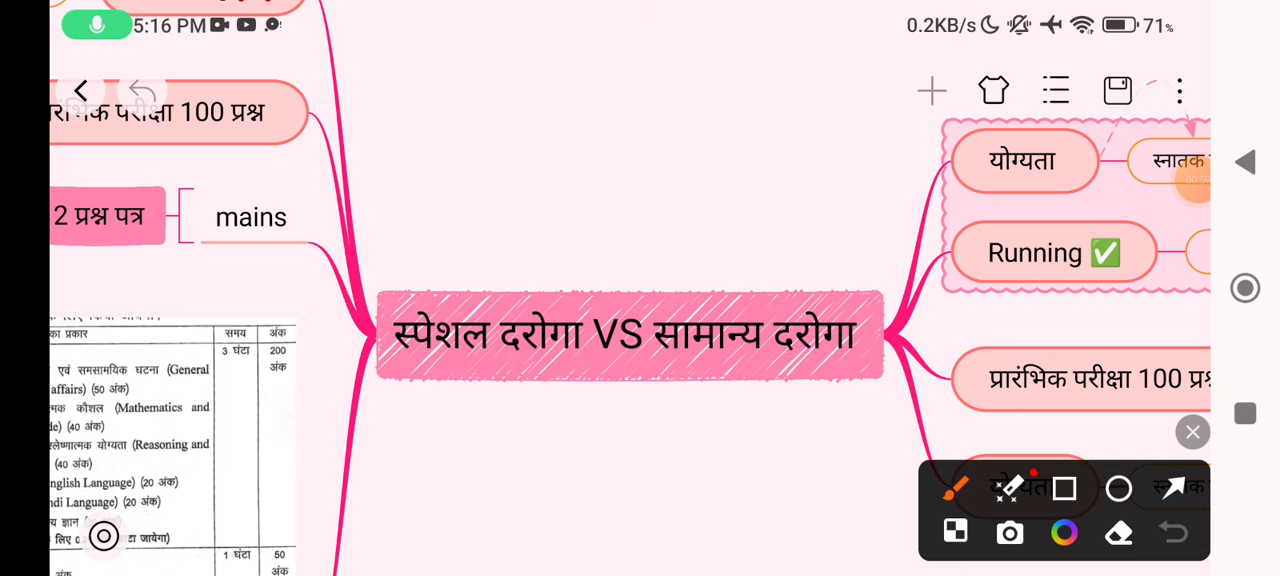 5:16 PM
0.2KB/s
71%
परीक्षा 100 प्रश्न
2 प्रश्न पत्र
mains
स्पेशल दरोगा VS सामान्य दरोगा
योग्यता
स्नातक
Running ✅
प्रारंभिक परीक्षा 100
का प्रकार
समय
अंक
3 घंटा
200
अंक
एवं समसामयिक घटना (General
affairs) (50 अंक)
कौशल (Mathematics and
(40 अंक)
योग्यता (Reasoning and
(40 अंक)
Language) (20 अंक)
Language) (20 अंक)
ज्ञान
लिए
जायेगा)
1 घंटा
50
अंक
अंक
योग्यता
स्नातक